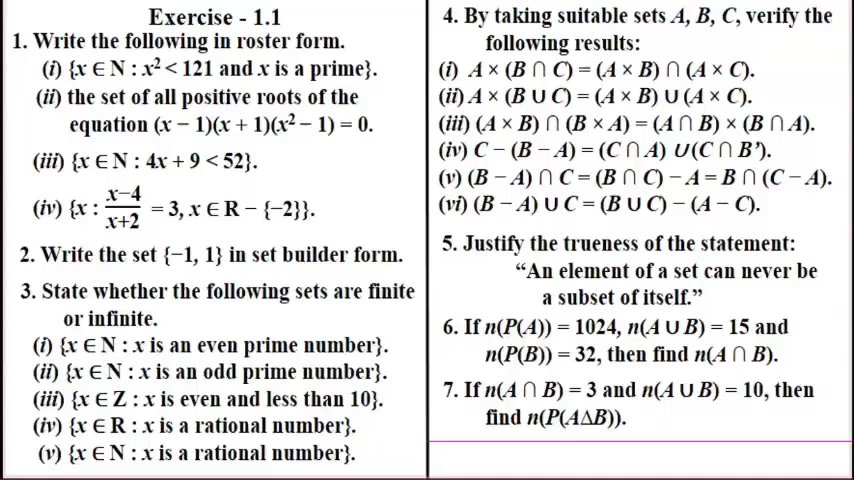 Exercise - 1.1
1. Write the following in roster form.
(i) {x ∈ N : x² < 121 and x is a prime}.
(ii) the set of all positive roots of the
equation (x − 1)(x + 1)(x² − 1) = 0.
(iii) {x ∈ N : 4x + 9 < 52}.
(iv) {x : (x−4)/(x+2) = 3, x ∈ R − {−2}}.
2. Write the set {−1, 1} in set builder form.
3. State whether the following sets are finite
or infinite.
(i) {x ∈ N : x is an even prime number}.
(ii) {x ∈ N : x is an odd prime number}.
(iii) {x ∈ Z : x is even and less than 10}.
(iv) {x ∈ R : x is a rational number}.
(v) {x ∈ N : x is a rational number}.
4. By taking suitable sets A, B, C, verify the
following results:
(i) A × (B ∩ C) = (A × B) ∩ (A × C).
(ii) A × (B ∪ C) = (A × B) ∪ (A × C).
(iii) (A × B) ∩ (B × A) = (A ∩ B) × (B ∩ A).
(iv) C − (B − A) = (C ∩ A) ∪(C ∩ B’).
(v) (B − A) ∩ C = (B ∩ C) − A = B ∩ (C − A).
(vi) (B − A) ∪ C = (B ∪ C) − (A − C).
5. Justify the trueness of the statement:
“An element of a set can never be
a subset of itself.”
6. If n(P(A)) = 1024, n(A ∪ B) = 15 and
n(P(B)) = 32, then find n(A ∩ B).
7. If n(A ∩ B) = 3 and n(A ∪ B) = 10, then
find n(P(AΔB)).